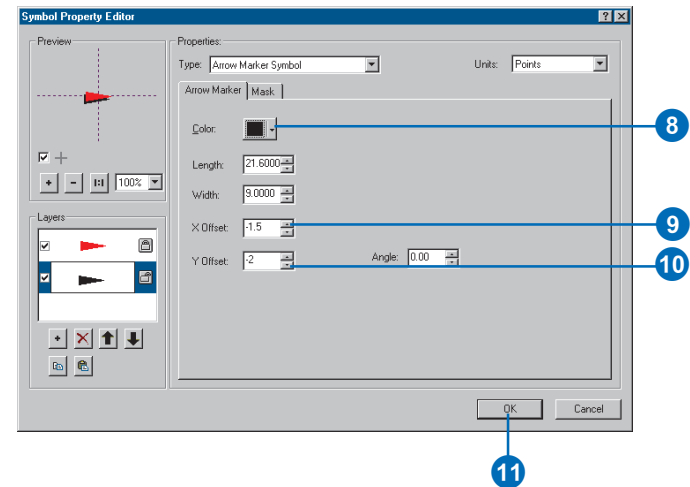 Symbol Property Editor
Preview
Properties:
Type: Arrow Marker Symbol
Units: Points
Arrow Marker Mask
Color:
8
Length: 21.6000
1:1 100%
Width: 9.0000
Layers
X Offset: -1.5
9
Y Offset: -2
Angle: 0.00
10
OK Cancel
11